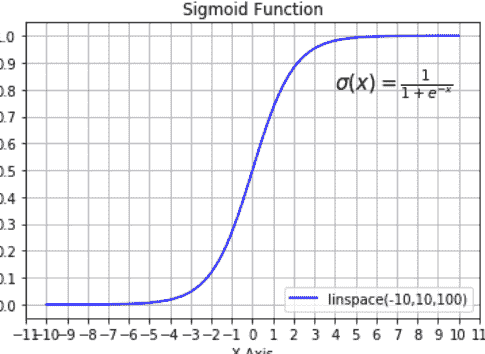 Sigmoid Function
1.0
0.9
0.8
0.7
0.6
0.5
0.4
0.3
0.2
0.1
0.0
σ(x) = 1/(1 + e^{-x})
linspace(-10,10,100)
−11 −10 −9 −8 −7 −6 −5 −4 −3 −2 −1 0 1 2 3 4 5 6 7 8 9 10 11
X Axis